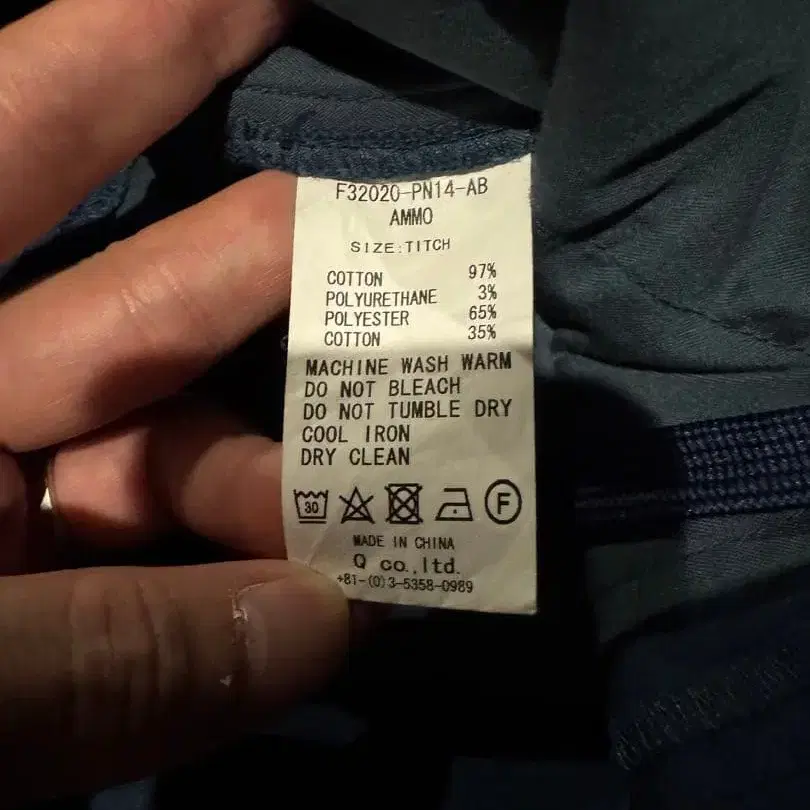 F32020-PN14-AB
AMMO
SIZE:TITCH
COTTON 97%
POLYURETHANE 3%
POLYESTER 65%
COTTON 35%
MACHINE WASH WARM
DO NOT BLEACH
DO NOT TUMBLE DRY
COOL IRON
DRY CLEAN
30 F
MADE IN CHINA
Q co.,ltd.
+81-(0)3-5358-0989